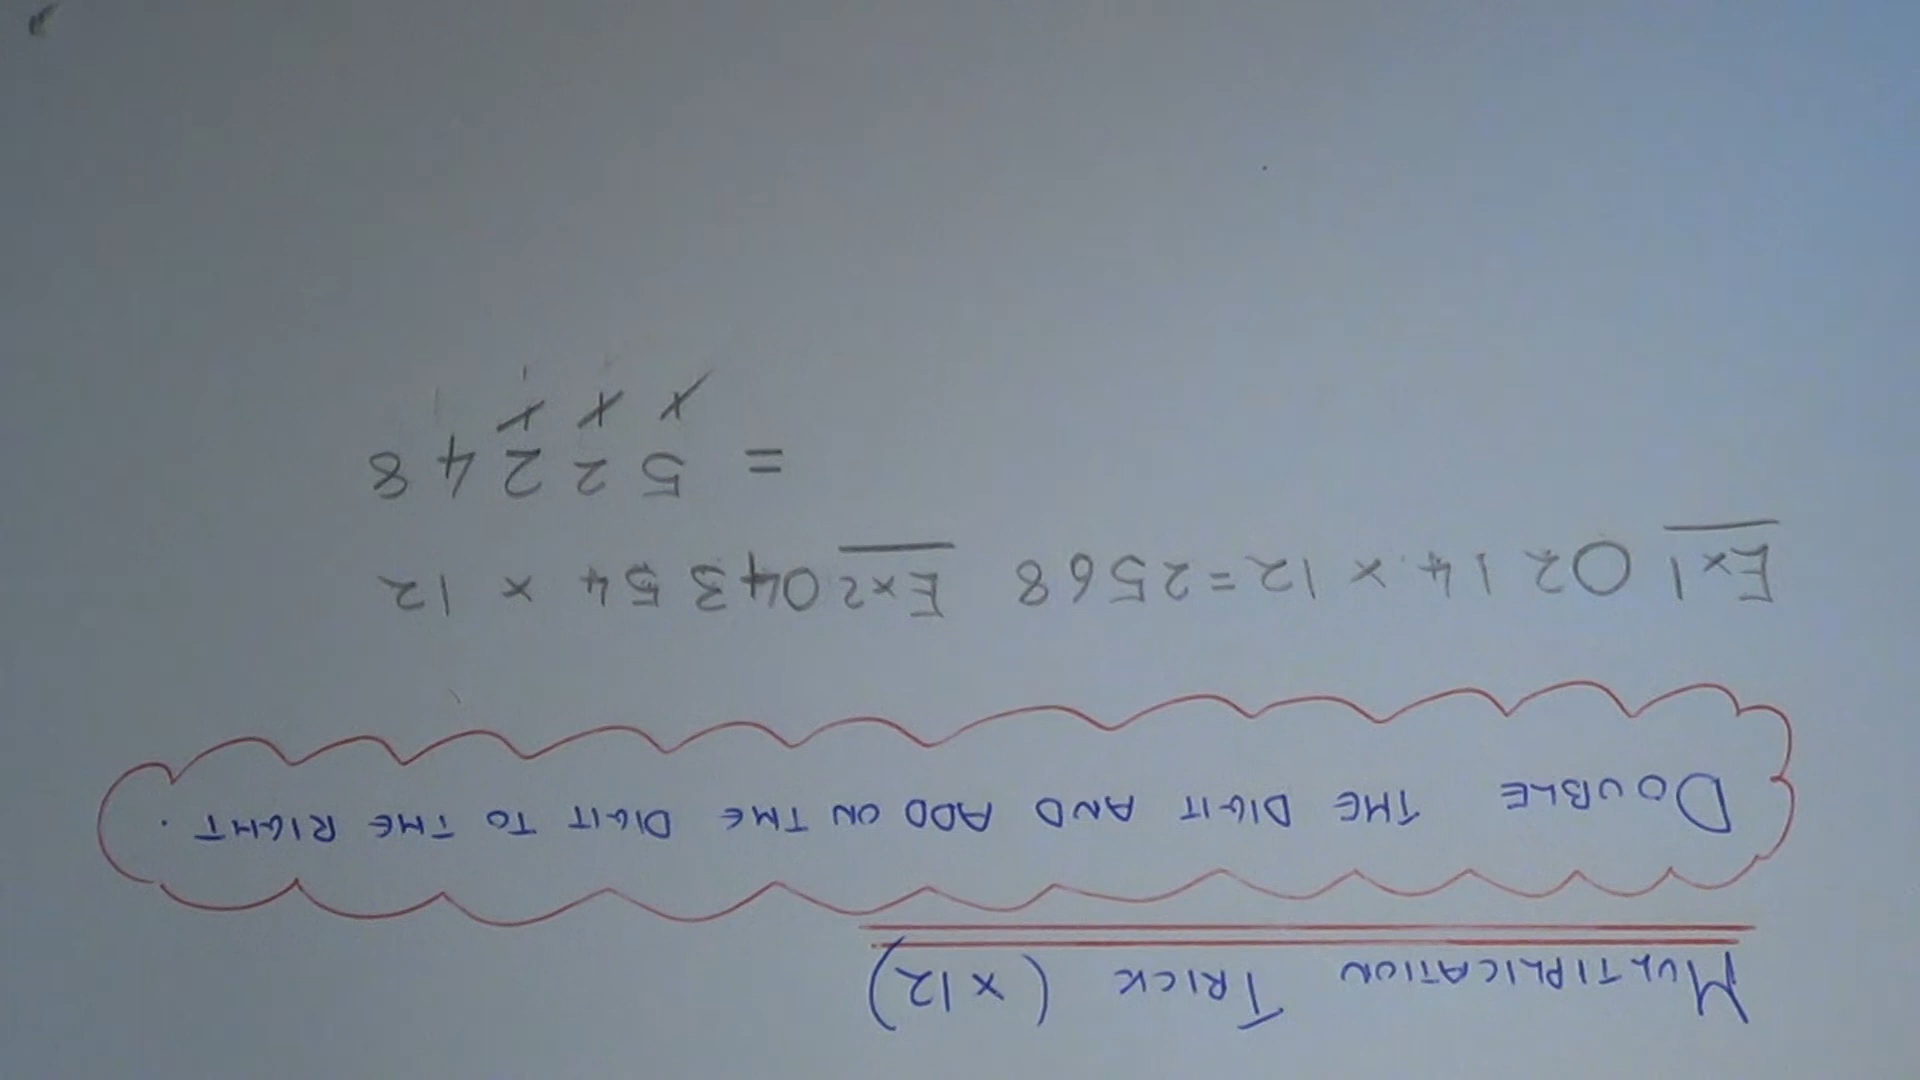 MULTIPLICATION TRICK (×12)
DOUBLE THE DIGIT AND ADD ON THE DIGIT TO THE RIGHT.
Ex1 0214 × 12 = 2568 Ex2 04354 × 12
= 52248
× × ×